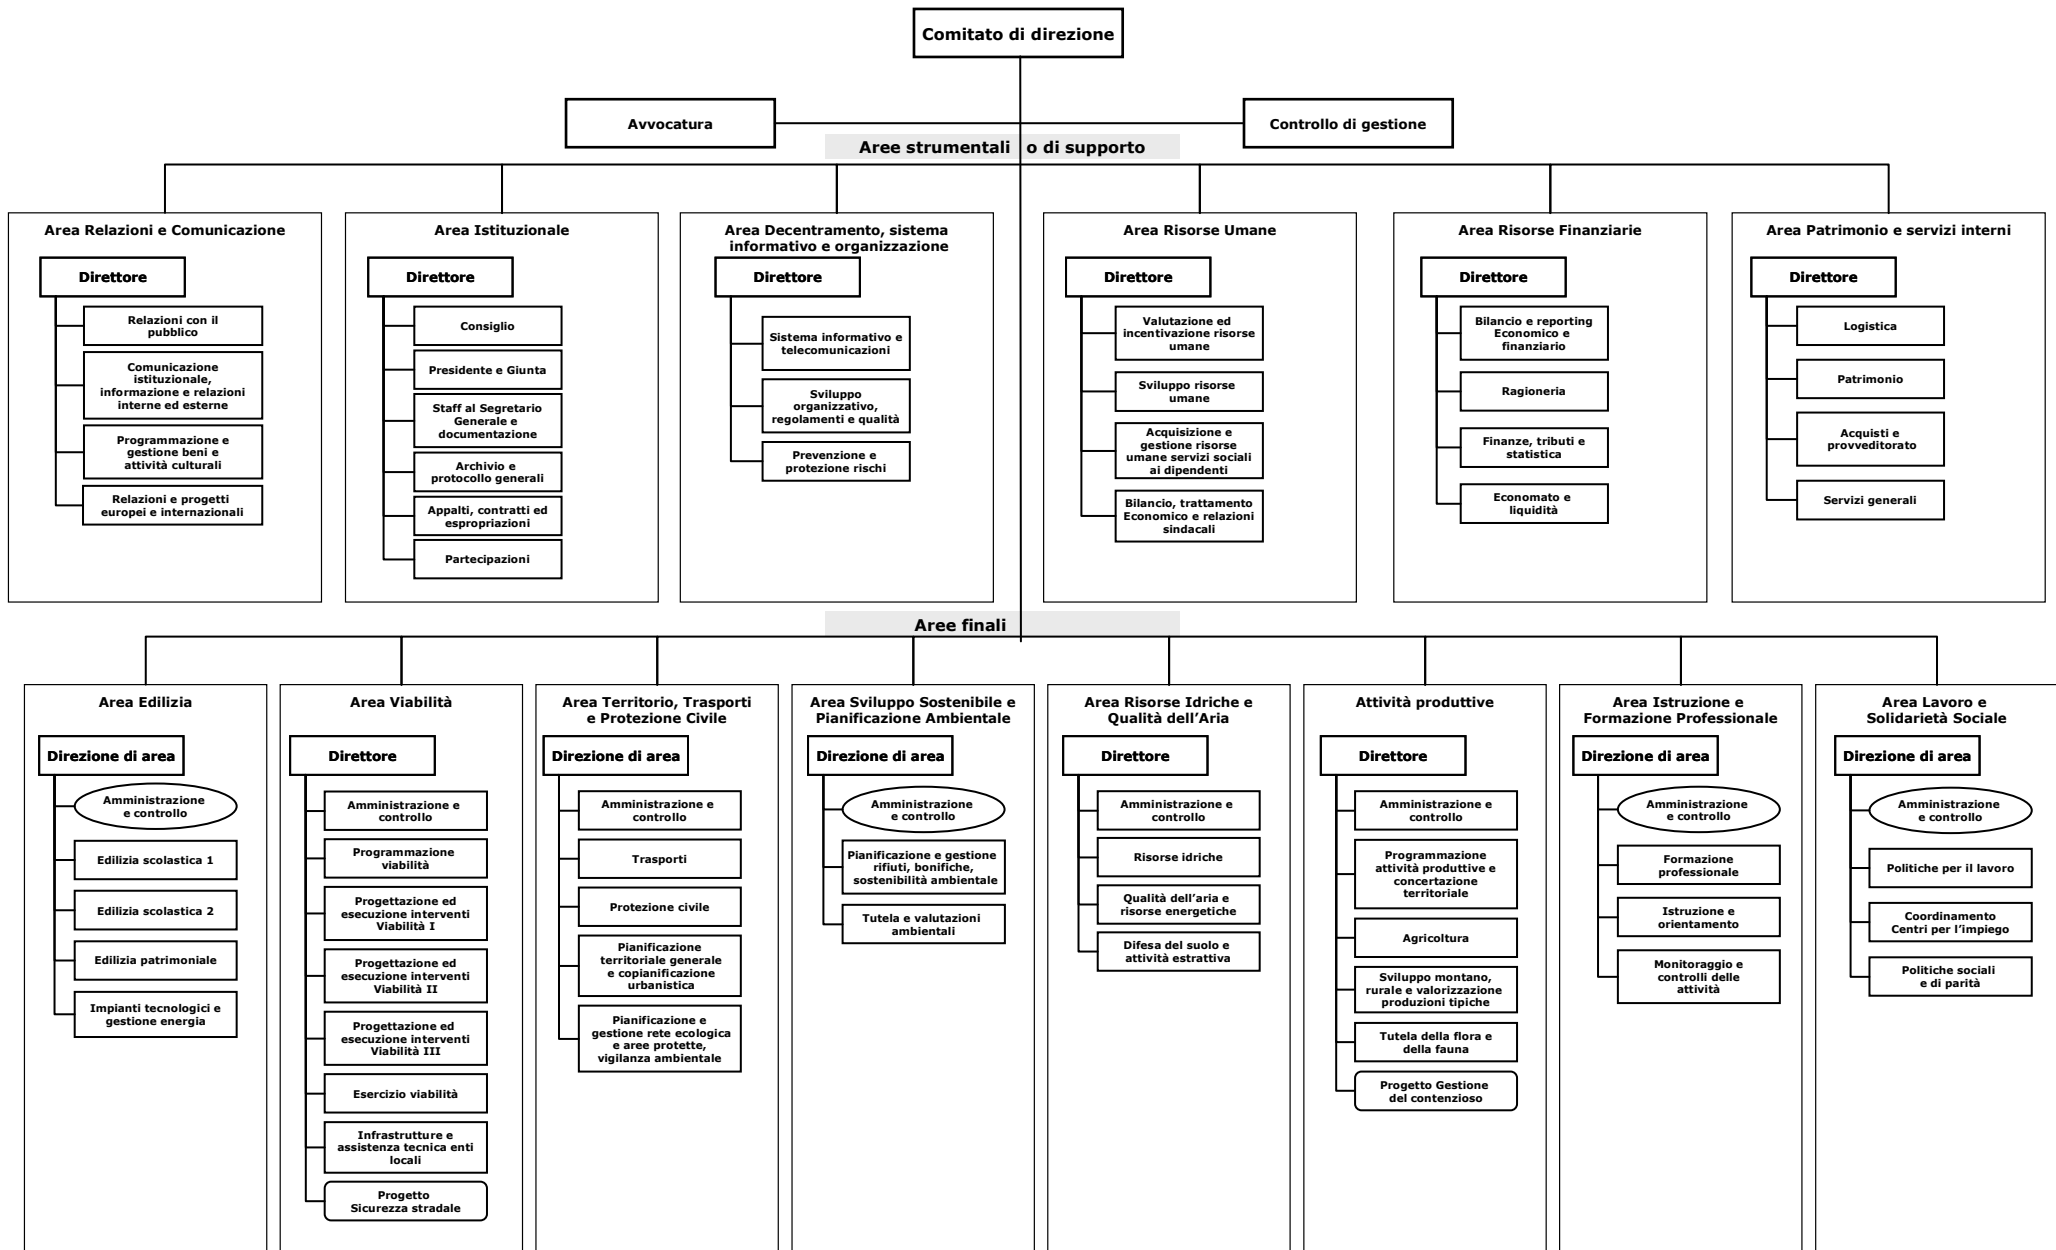 Comitato di direzione
Avvocatura
Controllo di gestione
Aree strumentali o di supporto
Area Relazioni e Comunicazione
Direttore
Relazioni con il
pubblico
Comunicazione
istituzionale,
informazione e relazioni
interne ed esterne
Programmazione e
gestione beni e
attività culturali
Relazioni e progetti
europei e internazionali
Area Istituzionale
Direttore
Consiglio
Presidente e Giunta
Staff al Segretario
Generale e
documentazione
Archivio e
protocollo generali
Appalti, contratti ed
espropriazioni
Partecipazioni
Area Decentramento, sistema
informativo e organizzazione
Direttore
Sistema informativo e
telecomunicazioni
Sviluppo
organizzativo,
regolamenti e qualità
Prevenzione e
protezione rischi
Area Risorse Umane
Direttore
Valutazione ed
incentivazione risorse
umane
Sviluppo risorse
umane
Acquisizione e
gestione risorse
umane servizi sociali
ai dipendenti
Bilancio, trattamento
Economico e relazioni
sindacali
Area Risorse Finanziarie
Direttore
Bilancio e reporting
Economico e
finanziario
Ragioneria
Finanze, tributi e
statistica
Economato e
liquidità
Area Patrimonio e servizi interni
Direttore
Logistica
Patrimonio
Acquisti e
provveditorato
Servizi generali
Aree finali
Area Edilizia
Direzione di area
Amministrazione
e controllo
Edilizia scolastica 1
Edilizia scolastica 2
Edilizia patrimoniale
Impianti tecnologici e
gestione energia
Area Viabilità
Direttore
Amministrazione e
controllo
Programmazione
viabilità
Progettazione ed
esecuzione interventi
Viabilità I
Progettazione ed
esecuzione interventi
Viabilità II
Progettazione ed
esecuzione interventi
Viabilità III
Esercizio viabilità
Infrastrutture e
assistenza tecnica enti
locali
Progetto
Sicurezza stradale
Area Territorio, Trasporti
e Protezione Civile
Direzione di area
Amministrazione e
controllo
Trasporti
Protezione civile
Pianificazione
territoriale generale
e copianificazione
urbanistica
Pianificazione e
gestione rete ecologica
e aree protette,
vigilanza ambientale
Area Sviluppo Sostenibile e
Pianificazione Ambientale
Direzione di area
Amministrazione
e controllo
Pianificazione e gestione
rifiuti, bonifiche,
sostenibilità ambientale
Tutela e valutazioni
ambientali
Area Risorse Idriche e
Qualità dell'Aria
Direttore
Amministrazione e
controllo
Risorse idriche
Qualità dell'aria e
risorse energetiche
Difesa del suolo e
attività estrattiva
Attività produttive
Direttore
Amministrazione e
controllo
Programmazione
attività produttive e
concertazione
territoriale
Agricoltura
Sviluppo montano,
rurale e valorizzazione
produzioni tipiche
Tutela della flora e
della fauna
Progetto Gestione
del contenzioso
Area Istruzione e
Formazione Professionale
Direzione di area
Amministrazione
e controllo
Formazione
professionale
Istruzione e
orientamento
Monitoraggio e
controlli delle
attività
Area Lavoro e
Solidarietà Sociale
Direzione di area
Amministrazione
e controllo
Politiche per il lavoro
Coordinamento
Centri per l'impiego
Politiche sociali
e di parità